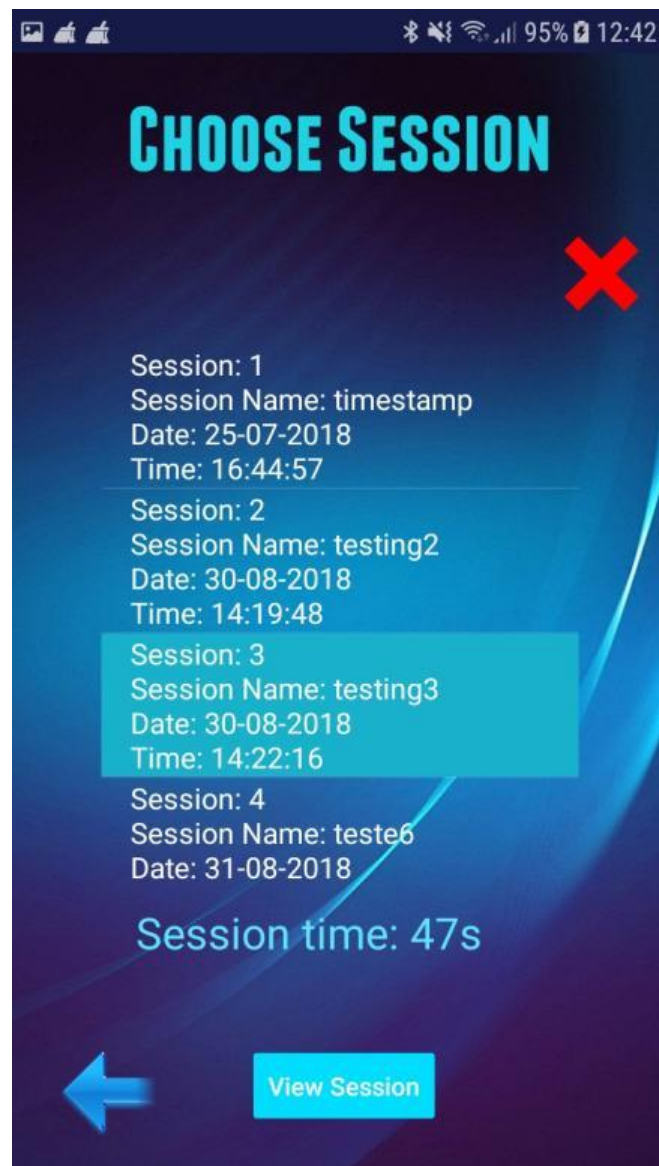 95% 12:42
CHOOSE SESSION
Session: 1
Session Name: timestamp
Date: 25-07-2018
Time: 16:44:57
Session: 2
Session Name: testing2
Date: 30-08-2018
Time: 14:19:48
Session: 3
Session Name: testing3
Date: 30-08-2018
Time: 14:22:16
Session: 4
Session Name: teste6
Date: 31-08-2018
Session time: 47s
View Session